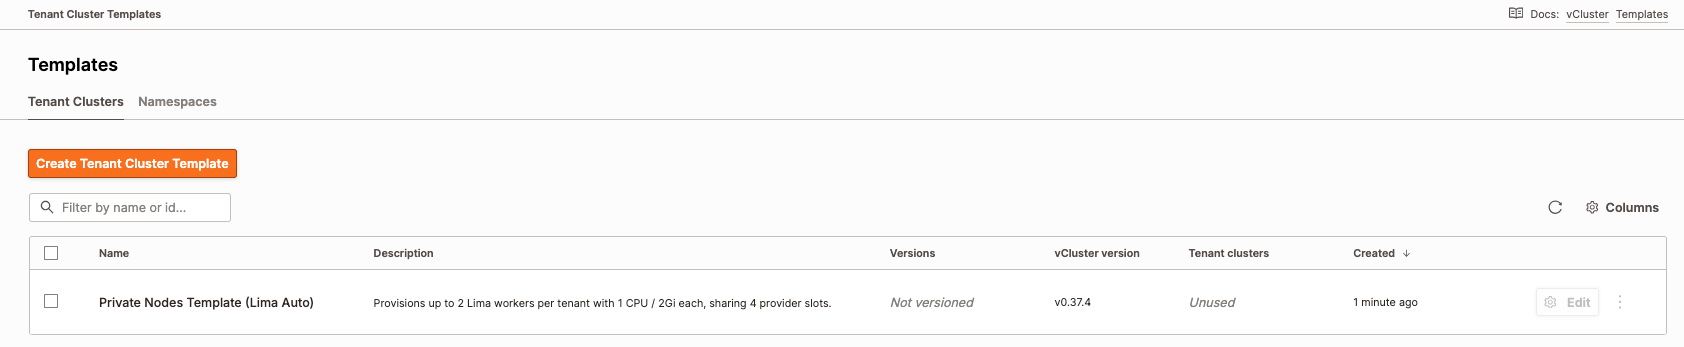 Tenant Cluster Templates
Docs: vCluster Templates
Templates
Tenant Clusters Namespaces
Create Tenant Cluster Template
Filter by name or id...
Columns
Name Description Versions vCluster version Tenant clusters Created ↓
Private Nodes Template (Lima Auto) Provisions up to 2 Lima workers per tenant with 1 CPU / 2Gi each, sharing 4 provider slots. Not versioned v0.37.4 Unused 1 minute ago Edit